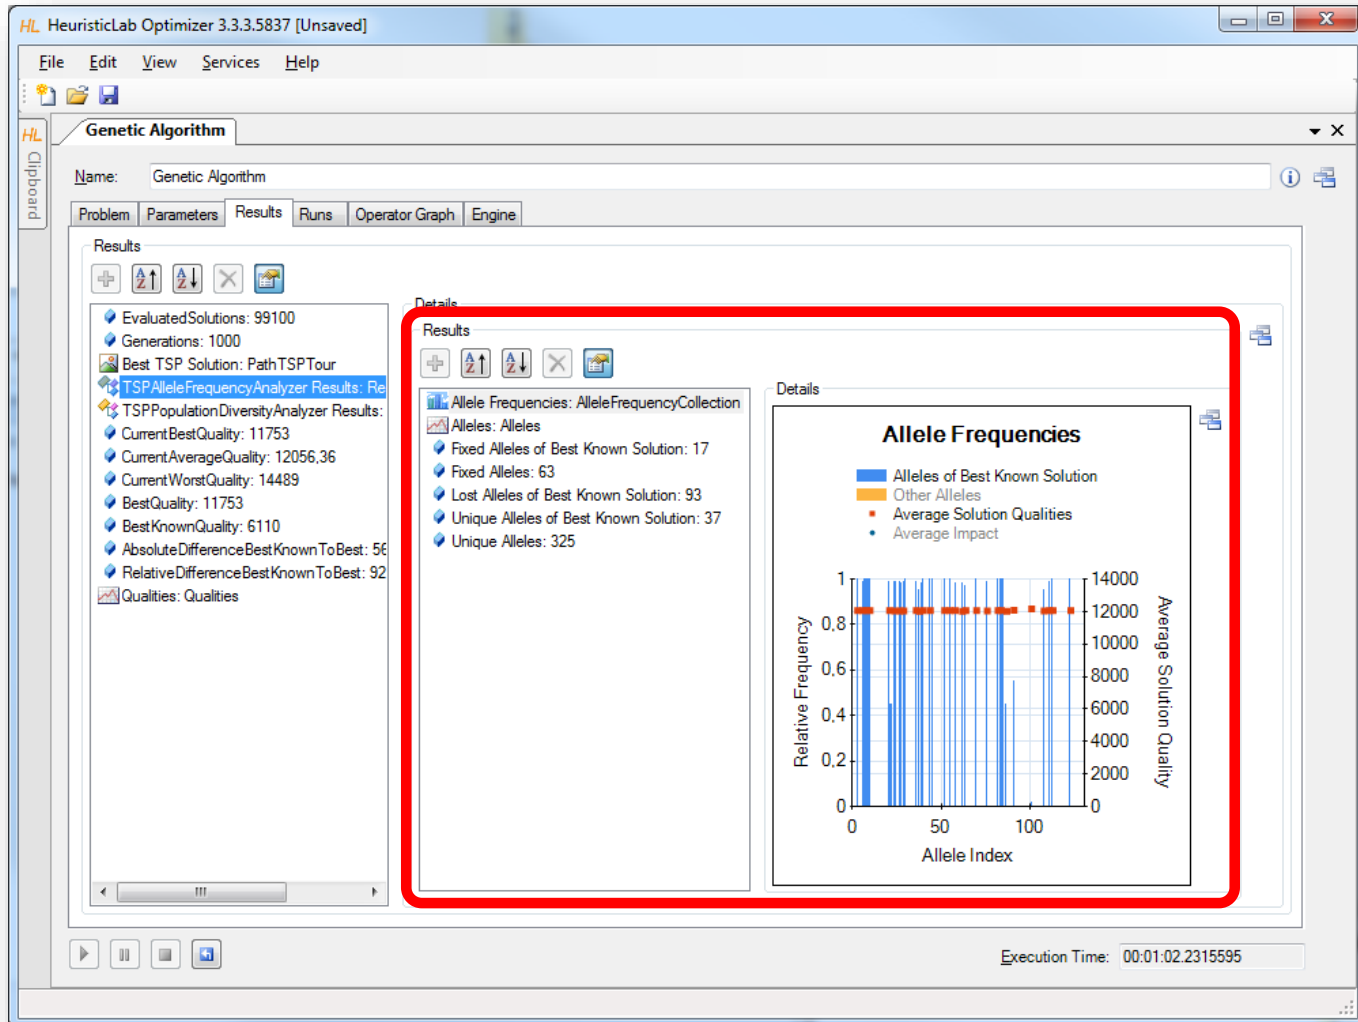 HL HeuristicLab Optimizer 3.3.3.5837 [Unsaved]
File Edit View Services Help
HL Clipboard
Genetic Algorithm
Name: Genetic Algorithm
Problem Parameters Results Runs Operator Graph Engine
Results
EvaluatedSolutions: 99100
Generations: 1000
Best TSP Solution: PathTSPTour
TSPAlleleFrequencyAnalyzer Results: Re
TSPPopulationDiversityAnalyzer Results:
CurrentBestQuality: 11753
CurrentAverageQuality: 12056,36
CurrentWorstQuality: 14489
BestQuality: 11753
BestKnownQuality: 6110
AbsoluteDifferenceBestKnownToBest: 56
RelativeDifferenceBestKnownToBest: 92
Qualities: Qualities
Details
Results
Allele Frequencies: AlleleFrequencyCollection
Alleles: Alleles
Fixed Alleles of Best Known Solution: 17
Fixed Alleles: 63
Lost Alleles of Best Known Solution: 93
Unique Alleles of Best Known Solution: 37
Unique Alleles: 325
Details
Allele Frequencies
Alleles of Best Known Solution
Other Alleles
Average Solution Qualities
Average Impact
Relative Frequency
1
0,8
0,6
0,4
0,2
0
14000
12000
10000
8000
6000
4000
2000
0
Average Solution Quality
0 50 100
Allele Index
Execution Time: 00:01:02.2315595